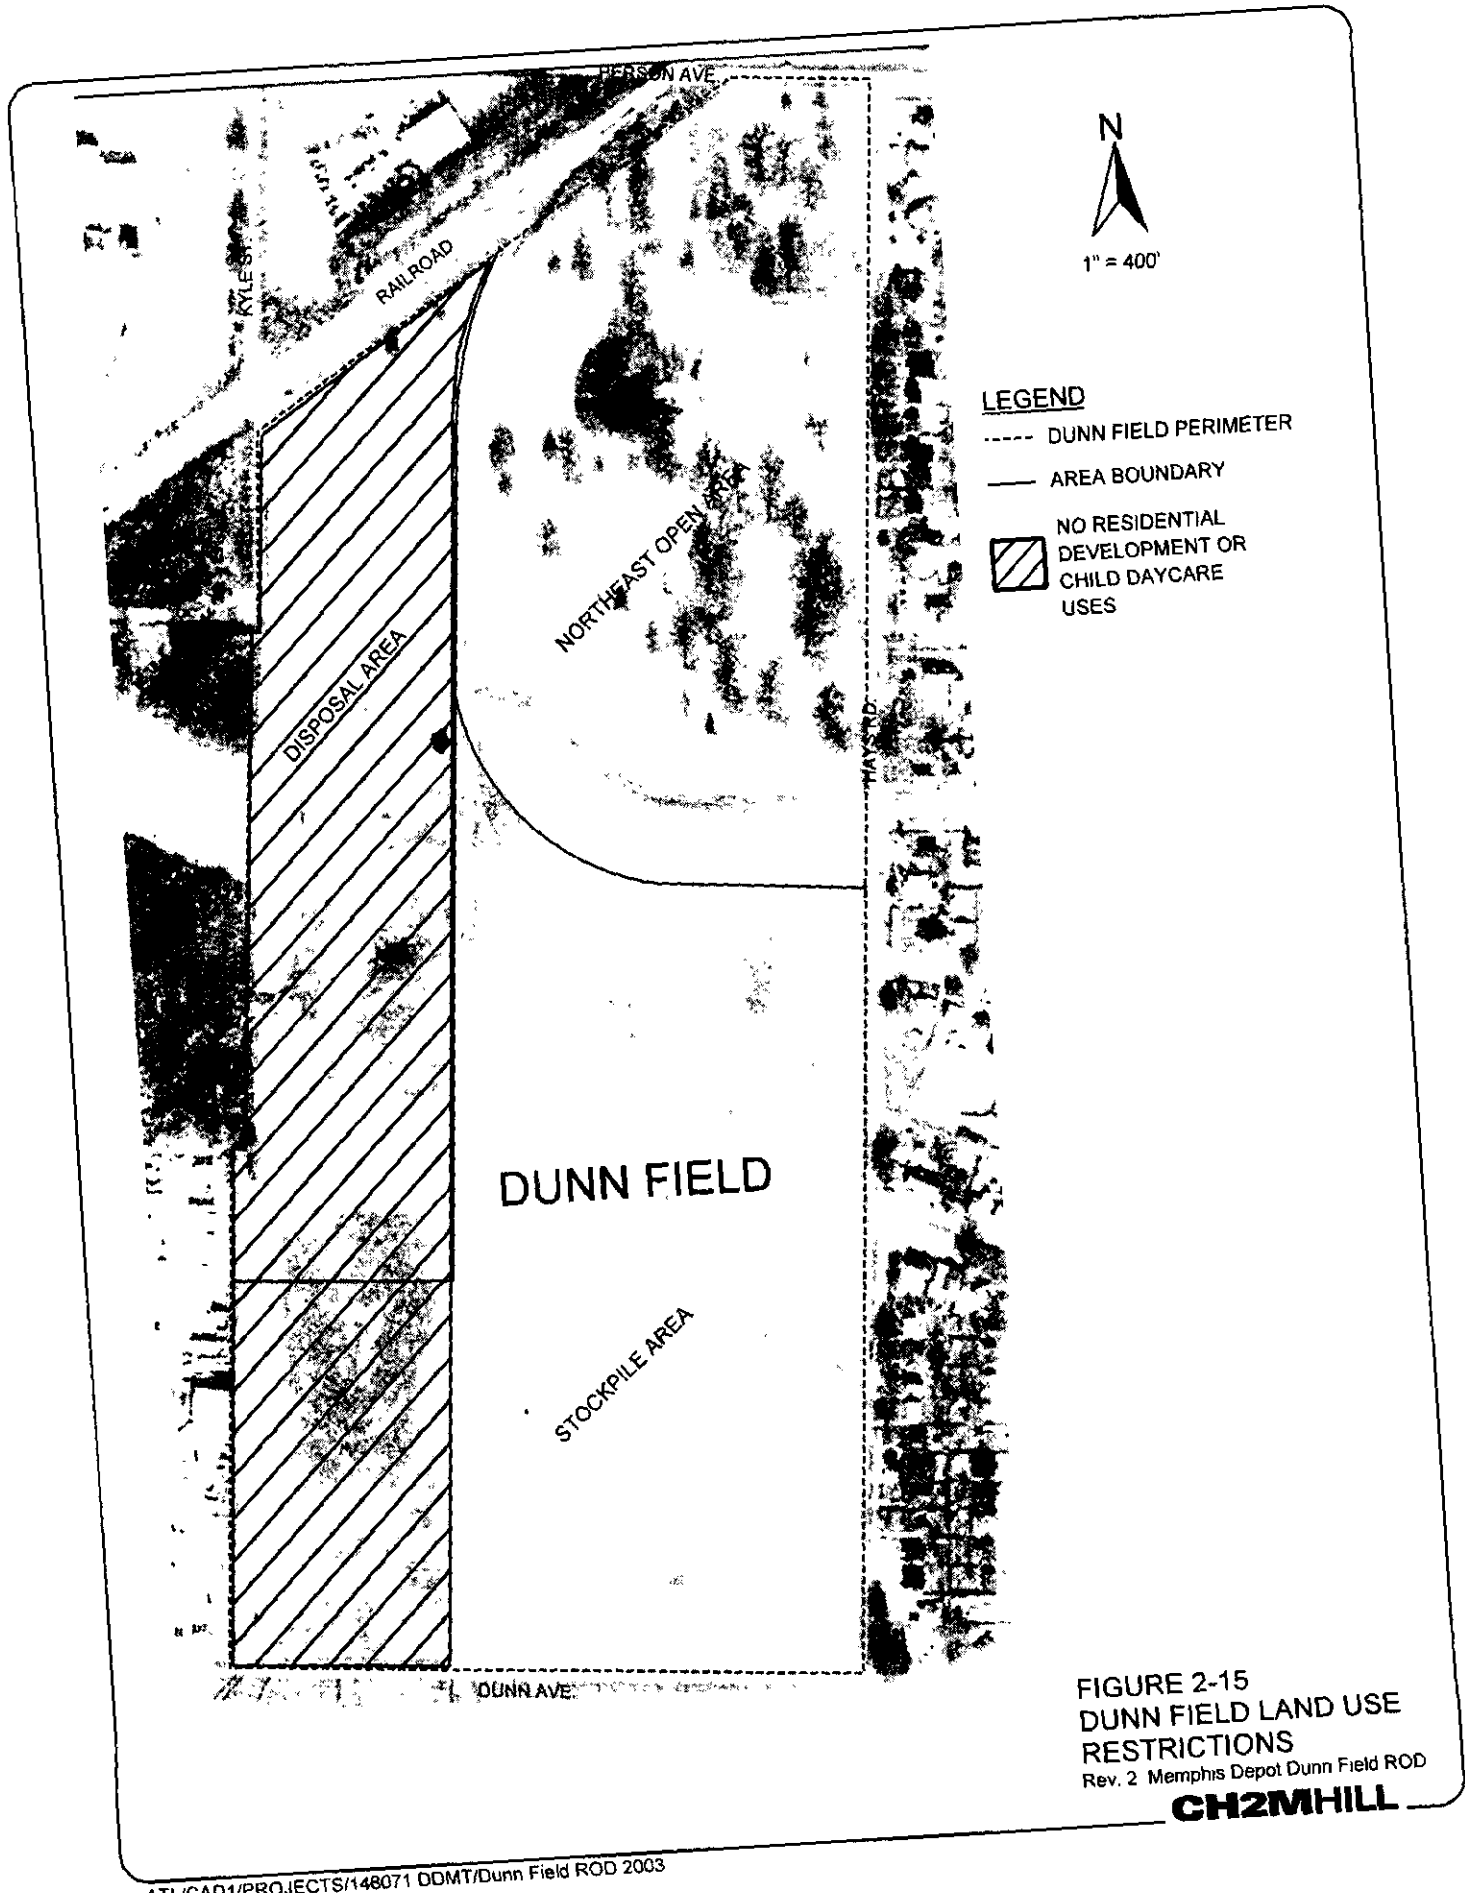 PERSON AVE
N
1" = 400'
KYLE ST
RAILROAD
LEGEND
DUNN FIELD PERIMETER
AREA BOUNDARY
NO RESIDENTIAL
DEVELOPMENT OR
CHILD DAYCARE
USES
NORTHEAST OPEN AREA
DISPOSAL AREA
HAYS RD.
DUNN FIELD
STOCKPILE AREA
DUNN AVE.
FIGURE 2-15
DUNN FIELD LAND USE
RESTRICTIONS
Rev. 2 Memphis Depot Dunn Field ROD
CH2MHILL
ATL/CAD1/PROJECTS/148071 DDMT/Dunn Field ROD 2003